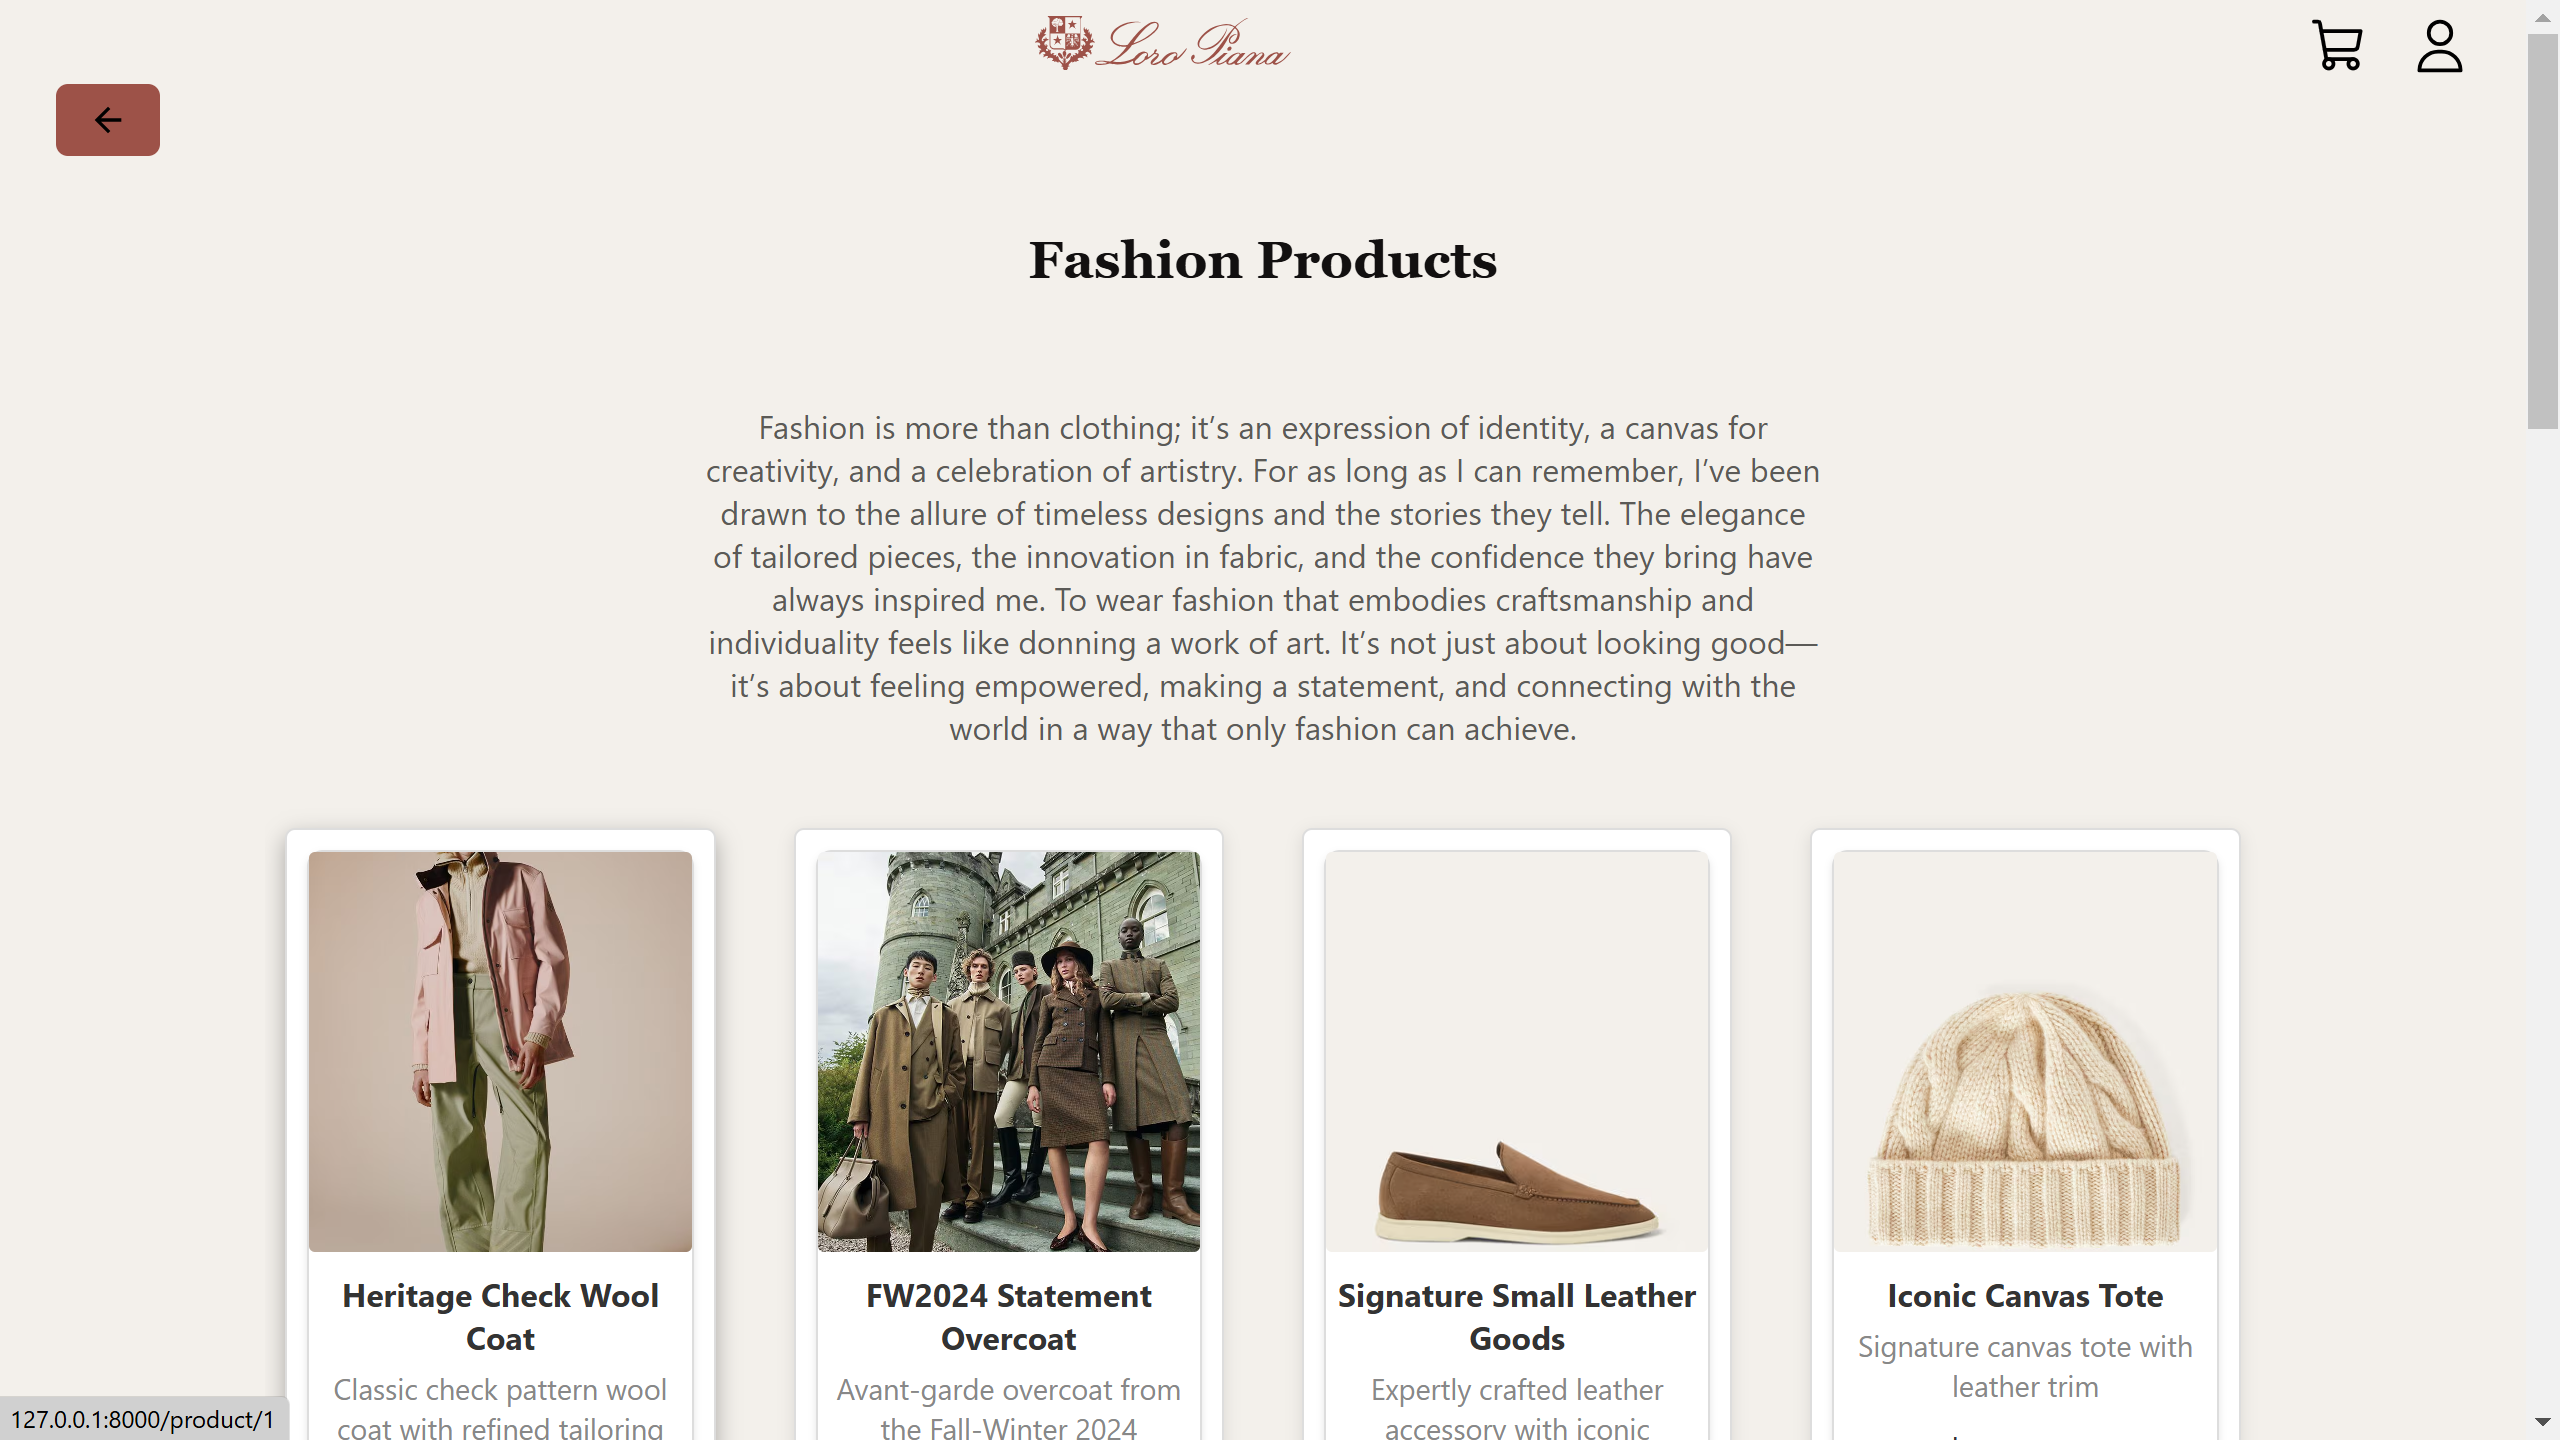 Loro Piana
Fashion Products
Fashion is more than clothing; it’s an expression of identity, a canvas for
creativity, and a celebration of artistry. For as long as I can remember, I’ve been
drawn to the allure of timeless designs and the stories they tell. The elegance
of tailored pieces, the innovation in fabric, and the confidence they bring have
always inspired me. To wear fashion that embodies craftsmanship and
individuality feels like donning a work of art. It’s not just about looking good—
it’s about feeling empowered, making a statement, and connecting with the
world in a way that only fashion can achieve.
Heritage Check Wool
Coat
Classic check pattern wool
coat with refined tailoring
FW2024 Statement
Overcoat
Avant-garde overcoat from
the Fall-Winter 2024
Signature Small Leather
Goods
Expertly crafted leather
accessory with iconic
Iconic Canvas Tote
Signature canvas tote with
leather trim
127.0.0.1:8000/product/1